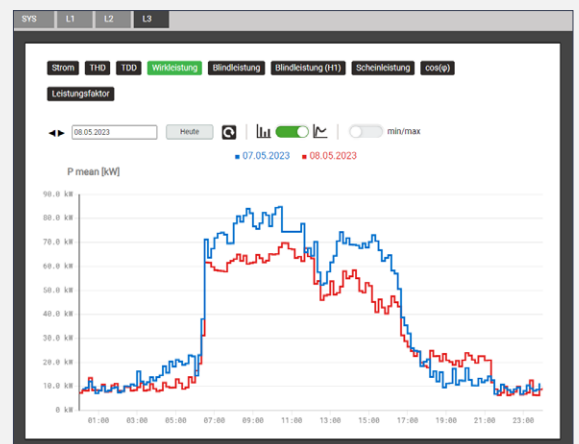 SYS L1 L2 L3
Strom THD TDD Wirkleistung Blindleistung Blindleistung (H1) Scheinleistung cos(φ)
Leistungsfaktor
08.05.2023 Heute min/max
07.05.2023 08.05.2023
P mean [kW]
90.0 kW
80.0 kW
70.0 kW
60.0 kW
50.0 kW
40.0 kW
30.0 kW
20.0 kW
10.0 kW
0 kW
01:00 03:00 05:00 07:00 09:00 11:00 13:00 15:00 17:00 19:00 21:00 23:00